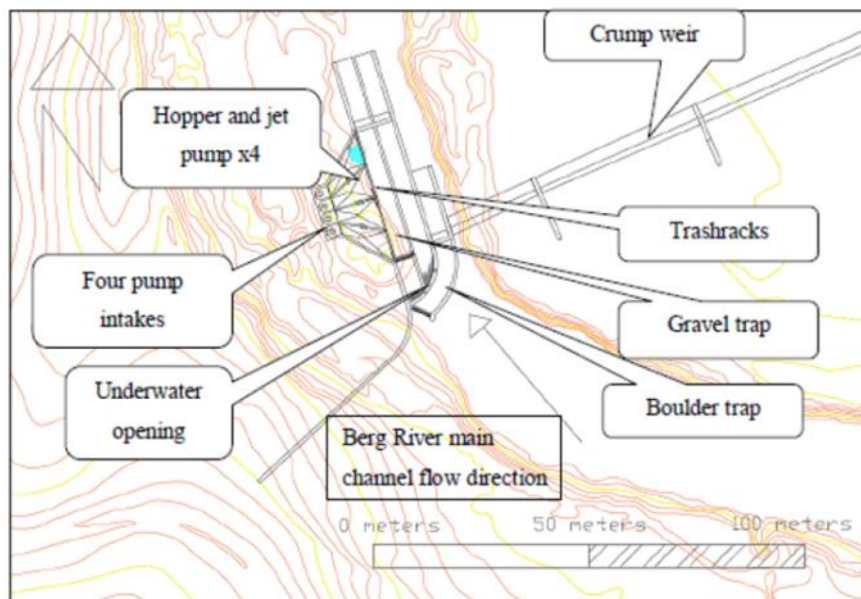 Crump weir
Hopper and jet
pump x4
Trashracks
Four pump
intakes
Gravel trap
Underwater
opening
Boulder trap
Berg River main
channel flow direction
0 meters 50 meters 100 meters